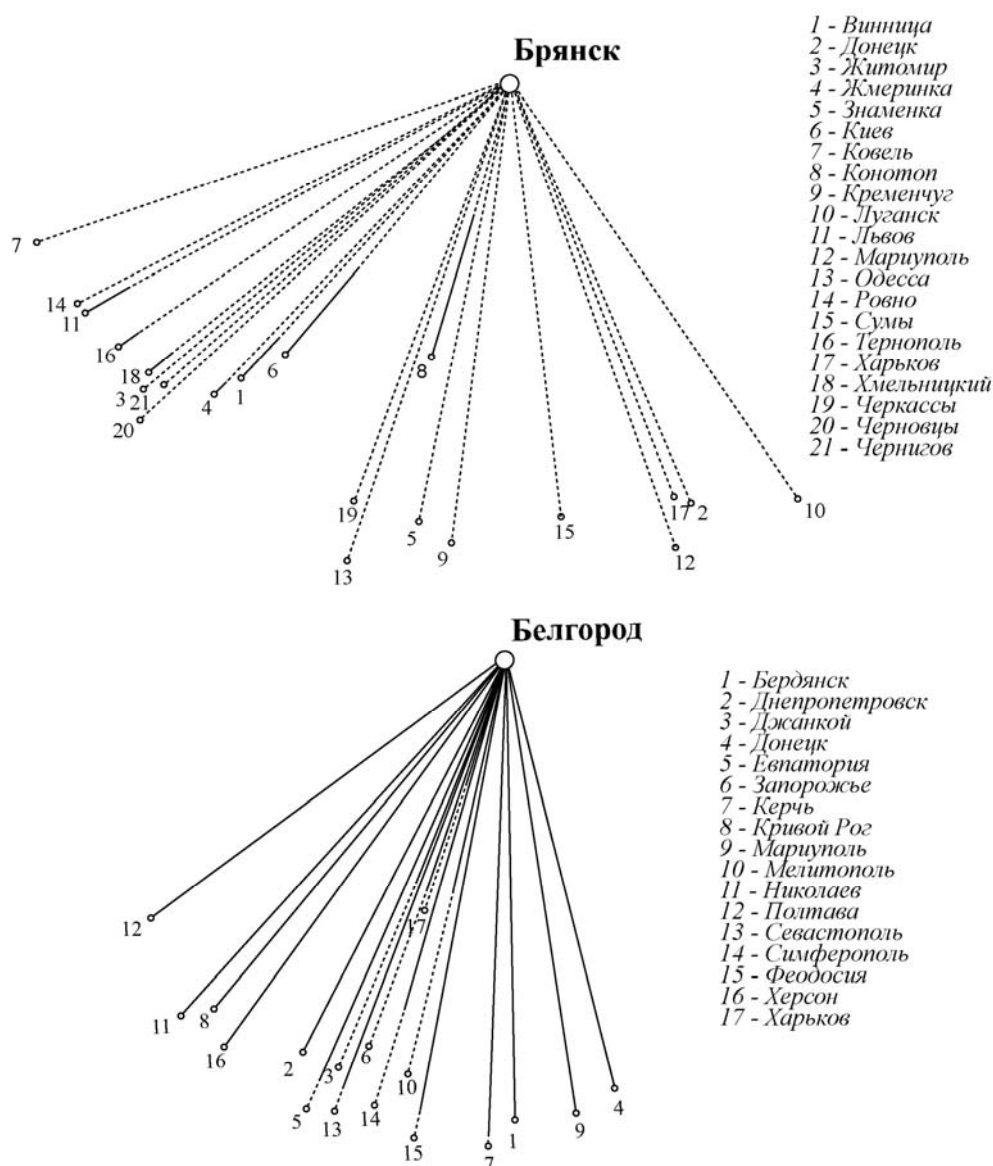 Брянск
1 - Винница
2 - Донецк
3 - Житомир
4 - Жмеринка
5 - Знаменка
6 - Киев
7 - Ковель
8 - Конотоп
9 - Кременчуг
10 - Луганск
11 - Львов
12 - Мариуполь
13 - Одесса
14 - Ровно
15 - Сумы
16 - Тернополь
17 - Харьков
18 - Хмельницкий
19 - Черкассы
20 - Черновцы
21 - Чернигов
7
14
11
16
18
3 21
20
4
1
6
8
19
13
5
9
15
17 2
12
10
Белгород
1 - Бердянск
2 - Днепропетровск
3 - Джанкой
4 - Донецк
5 - Евпатория
6 - Запорожье
7 - Керчь
8 - Кривой Рог
9 - Мариуполь
10 - Мелитополь
11 - Николаев
12 - Полтава
13 - Севастополь
14 - Симферополь
15 - Феодосия
16 - Херсон
17 - Харьков
12
17
11
8
16
2
3
6
10
5
13
14
15
7
1
9
4